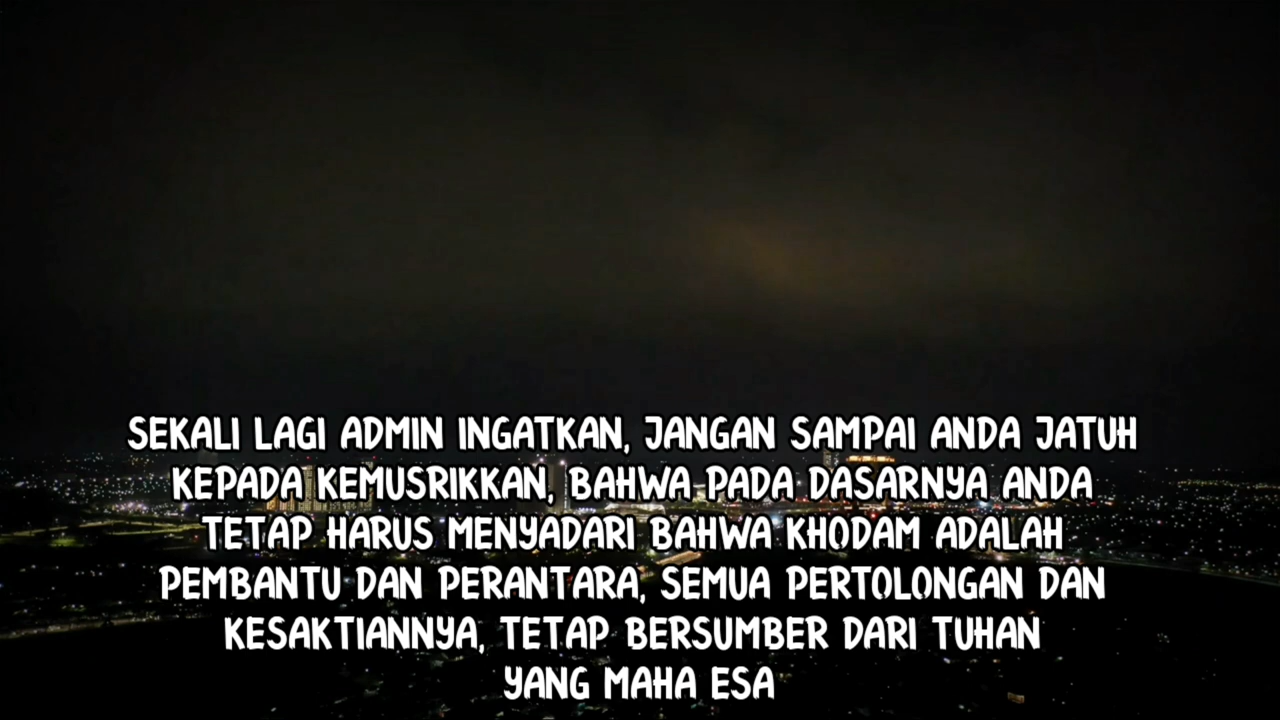 SEKALI LAGI ADMIN INGATKAN, JANGAN SAMPAI ANDA JATUH
KEPADA KEMUSRIKKAN, BAHWA PADA DASARNYA ANDA
TETAP HARUS MENYADARI BAHWA KHODAM ADALAH
PEMBANTU DAN PERANTARA, SEMUA PERTOLONGAN DAN
KESAKTIANNYA, TETAP BERSUMBER DARI TUHAN
YANG MAHA ESA